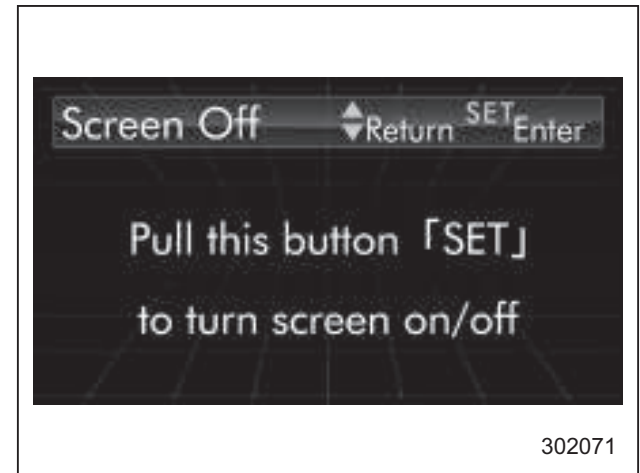 Screen Off ▲▼Return SET Enter
Pull this button「SET」
to turn screen on/off
302071